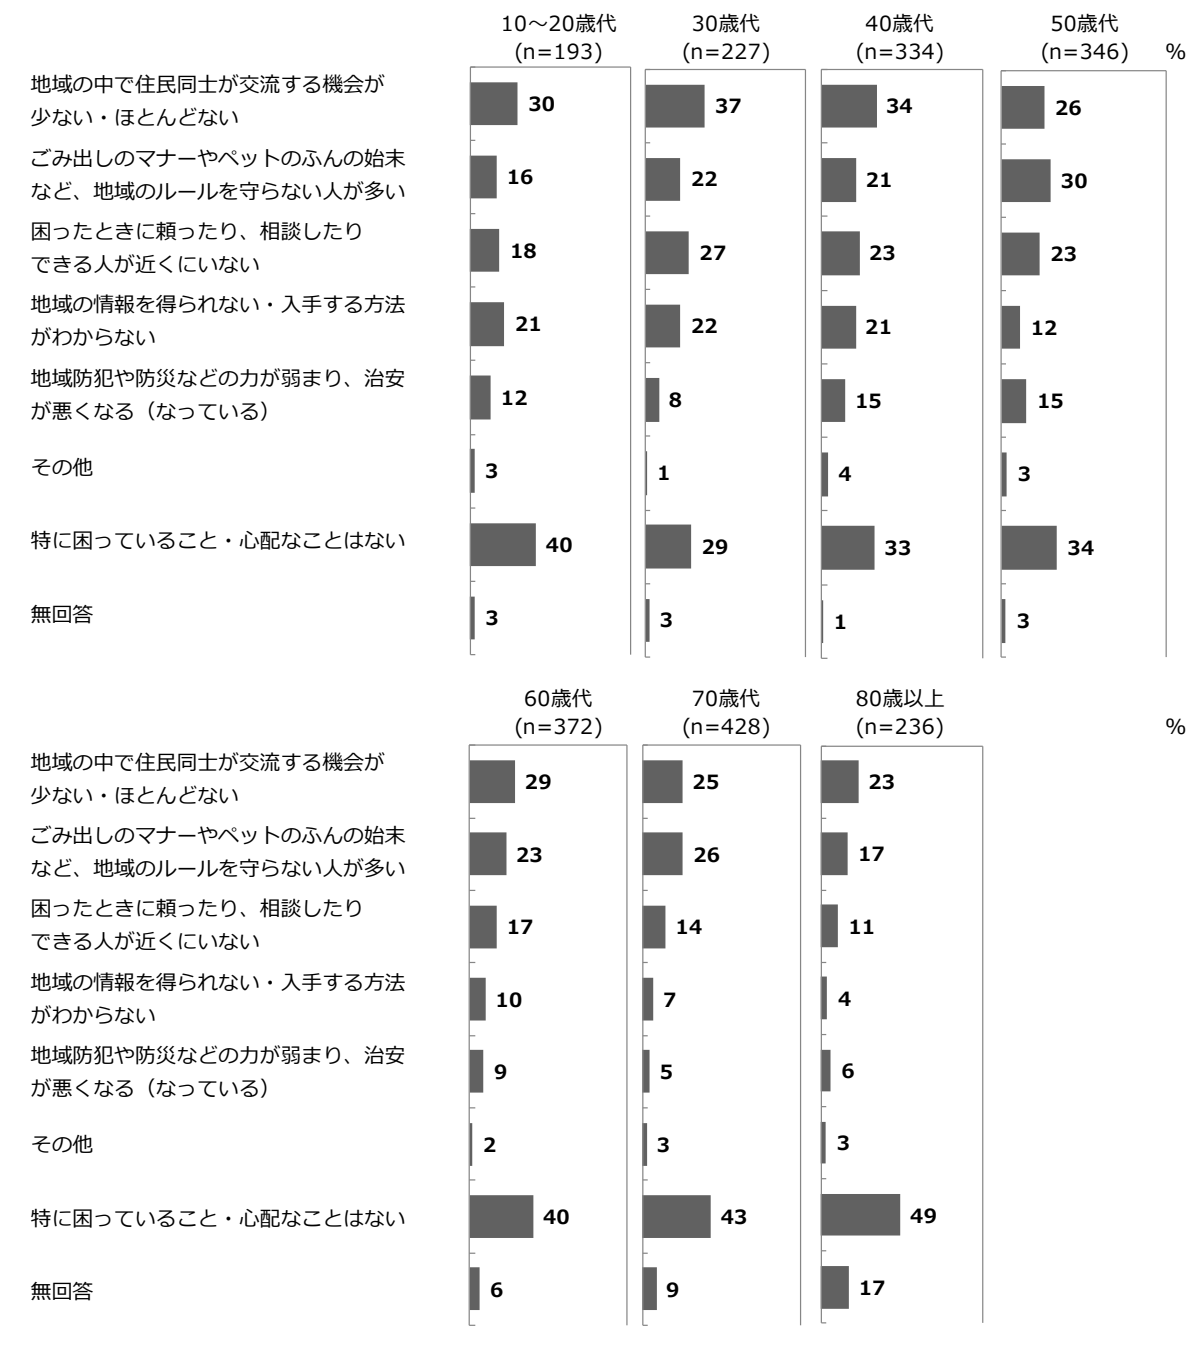 10～20歳代 30歳代 40歳代 50歳代
(n=193) (n=227) (n=334) (n=346) %
地域の中で住民同士が交流する機会が
少ない・ほとんどない
30 37 34 26
ごみ出しのマナーやペットのふんの始末
など、地域のルールを守らない人が多い
16 22 21 30
困ったときに頼ったり、相談したり
できる人が近くにいない
18 27 23 23
地域の情報を得られない・入手する方法
がわからない
21 22 21 12
地域防犯や防災などの力が弱まり、治安
が悪くなる（なっている）
12 8 15 15
その他
3 1 4 3
特に困っていること・心配なことはない
40 29 33 34
無回答
3 3 1 3
60歳代 70歳代 80歳以上
(n=372) (n=428) (n=236) %
地域の中で住民同士が交流する機会が
少ない・ほとんどない
29 25 23
ごみ出しのマナーやペットのふんの始末
など、地域のルールを守らない人が多い
23 26 17
困ったときに頼ったり、相談したり
できる人が近くにいない
17 14 11
地域の情報を得られない・入手する方法
がわからない
10 7 4
地域防犯や防災などの力が弱まり、治安
が悪くなる（なっている）
9 5 6
その他
2 3 3
特に困っていること・心配なことはない
40 43 49
無回答
6 9 17